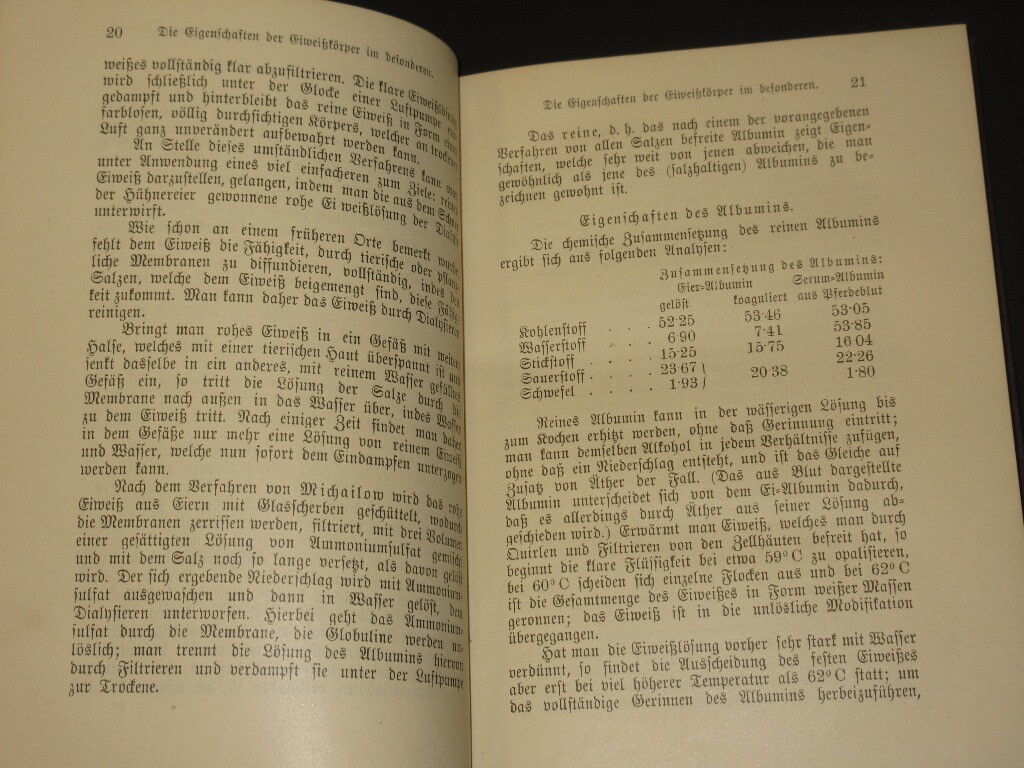 20 Die Eigenschaften der Eiweißkörper im besonderen.
weißes vollständig klar abzufiltrieren. Die klare
wird schließlich unter der Glocke einer Luftpumpe
gedampft und hinterbleibt das reine Eiweiß in Form
farblosen, völlig durchsichtigen Körpers, welcher an
Luft ganz unverändert aufbewahrt werden kann.
An Stelle dieses umständlichen Verfahrens kann
unter Anwendung eines viel einfacheren zum Ziele:
Eiweiß darzustellen, gelangen, indem man die aus dem
der Hühnereier gewonnene rohe Ei weißlösung der
unterwirft.
Wie schon an einem früheren Orte bemerkt wurde,
fehlt dem Eiweiß die Fähigkeit, durch tierische oder
liche Membranen zu diffundieren, vollständig, indes
Salzen, welche dem Eiweiß beigemengt sind, diese
keit zukommt. Man kann daher das Eiweiß durch Dialysieren
reinigen.
Bringt man rohes Eiweiß in ein Gefäß mit weitem
Halse, welches mit einer tierischen Haut überspannt ist und
senkt dasselbe in ein anderes, mit reinem Wasser
Gefäß ein, so tritt die Lösung der Salze durch die
Membrane nach außen in das Wasser über, indes Wasser
zu dem Eiweiß tritt. Nach einiger Zeit findet man daher
in dem Gefäße nur mehr eine Lösung von reinem Eiweiß
und Wasser, welche nun sofort dem Eindampfen unterzogen
werden kann.
Nach dem Verfahren von Michailow wird das rohe
Eiweiß aus Eiern mit Glasscherben geschüttelt, wodurch
die Membranen zerrissen werden, filtriert, mit drei Volumen
einer gesättigten Lösung von Ammoniumsulfat gemischt
und mit dem Salz noch so lange versetzt, als davon gelöst
wird. Der sich ergebende Niederschlag wird mit Ammonium-
sulfat ausgewaschen und dann in Wasser gelöst, dem
Dialysieren unterworfen. Hierbei geht das Ammonium-
sulfat durch die Membrane, die Globuline werden un-
löslich; man trennt die Lösung des Albumins hiervon
durch Filtrieren und verdampft sie unter der Luftpumpe
zur Trockene.
Die Eigenschaften der Eiweißkörper im besonderen. 21
Das reine, d. h. das nach einem der vorangegebenen
Verfahren von allen Salzen befreite Albumin zeigt Eigen-
schaften, welche sehr weit von jenen abweichen, die man
gewöhnlich als jene des (salzhaltigen) Albumins zu be-
zeichnen gewohnt ist.
Eigenschaften des Albumins.
Die chemische Zusammensetzung des reinen Albumins
ergibt sich aus folgenden Analysen:
Zusammensetzung des Albumins:
Eier-Albumin Serum-Albumin
gelöst koaguliert aus Pferdeblut
Kohlenstoff . . . 52·25 53·46 53·05
Wasserstoff . . . 6 90 7·41 53·85
Stickstoff . . . 15·25 15·75 16 04
Sauerstoff . . . 23 67 } 20·38 22·26
Schwefel . . . 1·93 } 1·80
Reines Albumin kann in der wässerigen Lösung bis
zum Kochen erhitzt werden, ohne daß Gerinnung eintritt;
man kann demselben Alkohol in jedem Verhältnisse zufügen,
ohne daß ein Niederschlag entsteht, und ist das Gleiche auf
Zusatz von Äther der Fall. (Das aus Blut dargestellte
Albumin unterscheidet sich von dem Ei-Albumin dadurch,
daß es allerdings durch Äther aus seiner Lösung ab-
geschieden wird.) Erwärmt man Eiweiß, welches man durch
Quirlen und Filtrieren von den Zellhäuten befreit hat, so
beginnt die klare Flüssigkeit bei etwa 59° C zu opalisieren,
bei 60° C scheiden sich einzelne Flocken aus und bei 62° C
ist die Gesamtmenge des Eiweißes in Form weißer Massen
geronnen; das Eiweiß ist in die unlösliche Modifikation
übergegangen.
Hat man die Eiweißlösung vorher sehr stark mit Wasser
verdünnt, so findet die Ausscheidung des festen Eiweißes
aber erst bei viel höherer Temperatur als 62° C statt; um
das vollständige Gerinnen des Albumins herbeizuführen,